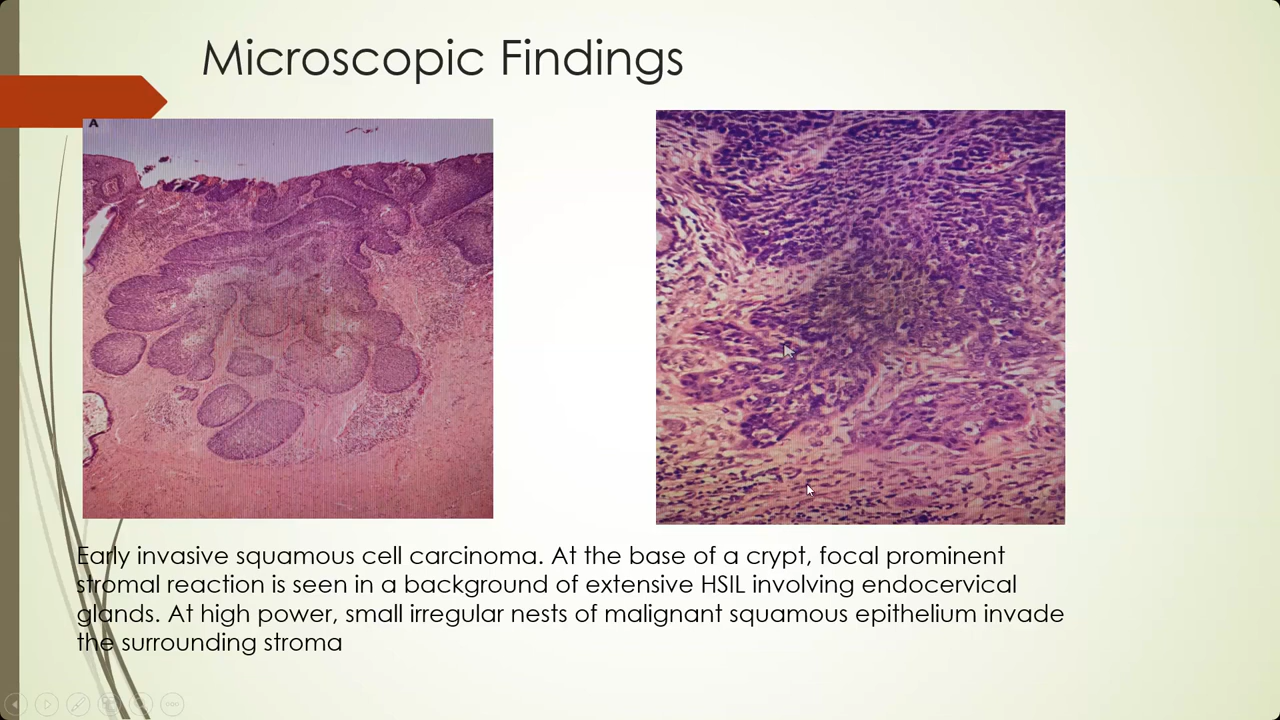 Microscopic Findings
A
Early invasive squamous cell carcinoma. At the base of a crypt, focal prominent
stromal reaction is seen in a background of extensive HSIL involving endocervical
glands. At high power, small irregular nests of malignant squamous epithelium invade
the surrounding stroma